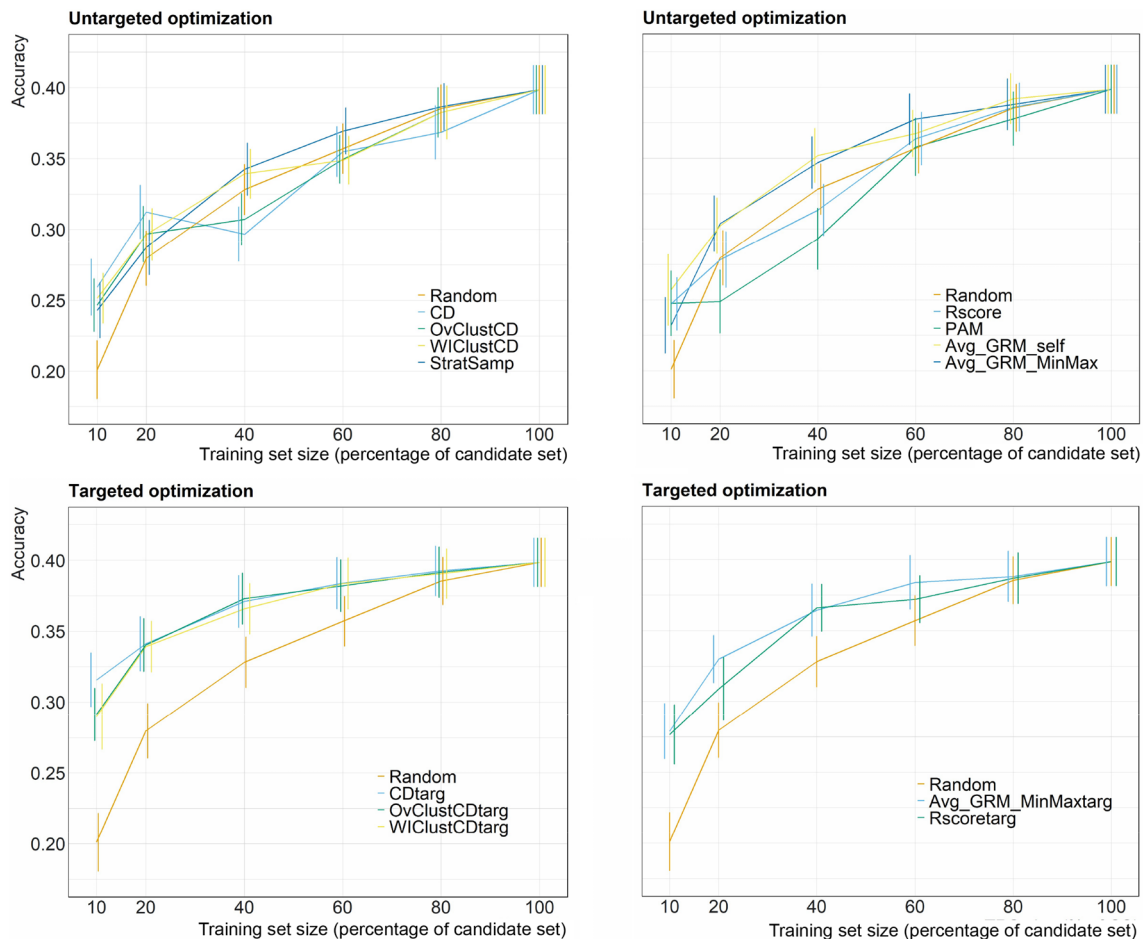 Untargeted optimization
Accuracy
0.40
0.35
0.30
0.25
0.20
Random
CD
OvClustCD
WIClustCD
StratSamp
10 20 40 60 80 100
Training set size (percentage of candidate set)
Untargeted optimization
Random
Rscore
PAM
Avg_GRM_self
Avg_GRM_MinMax
10 20 40 60 80 100
Training set size (percentage of candidate set)
Targeted optimization
Accuracy
0.40
0.35
0.30
0.25
0.20
Random
CDtarg
OvClustCDtarg
WIClustCDtarg
10 20 40 60 80 100
Training set size (percentage of candidate set)
Targeted optimization
Random
Avg_GRM_MinMaxtarg
Rscoretarg
10 20 40 60 80 100
Training set size (percentage of candidate set)